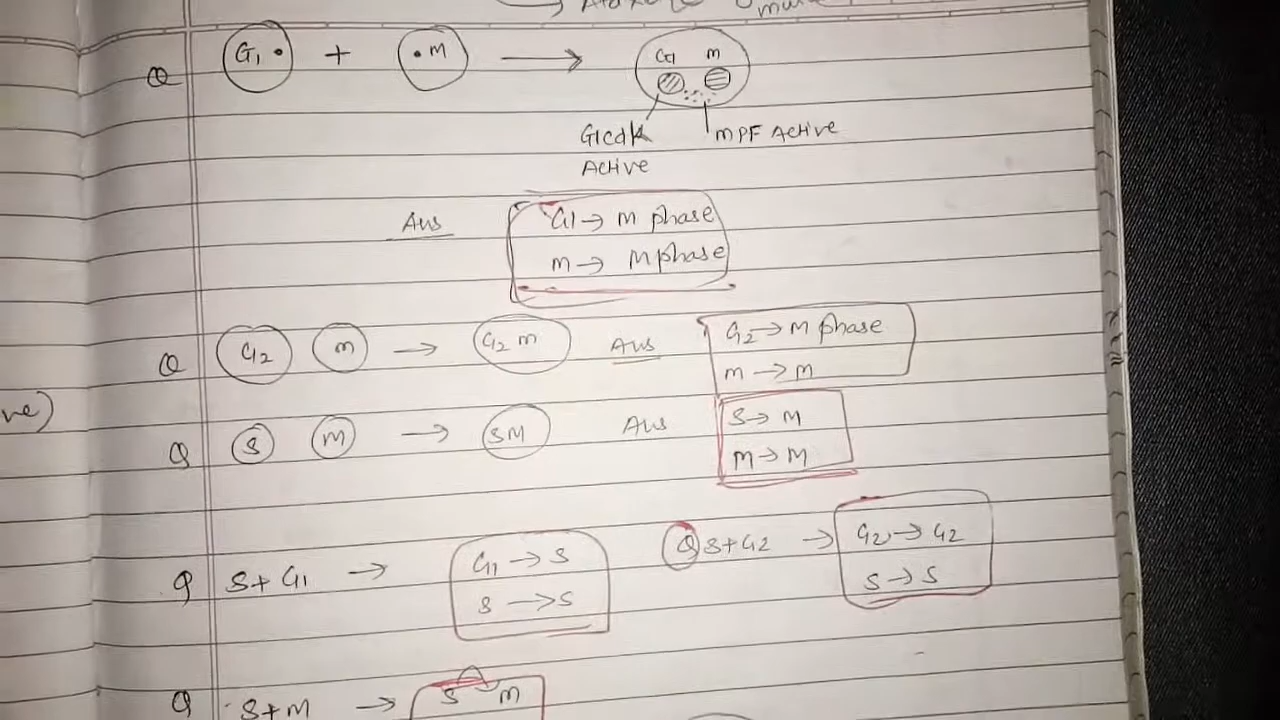 Q G1 + M → G1 M
G1cdk MPF Active
Active
Ans G1 → M phase
M → M phase
Q G2 M → G2 M Ans G2 → M phase
M → M
Q S M → SM Ans S → M
M → M
Q S + G1 → G1 → S
S → S
Q S+G2 → G2 → G2
S → S
Q S+M → S M
ve)